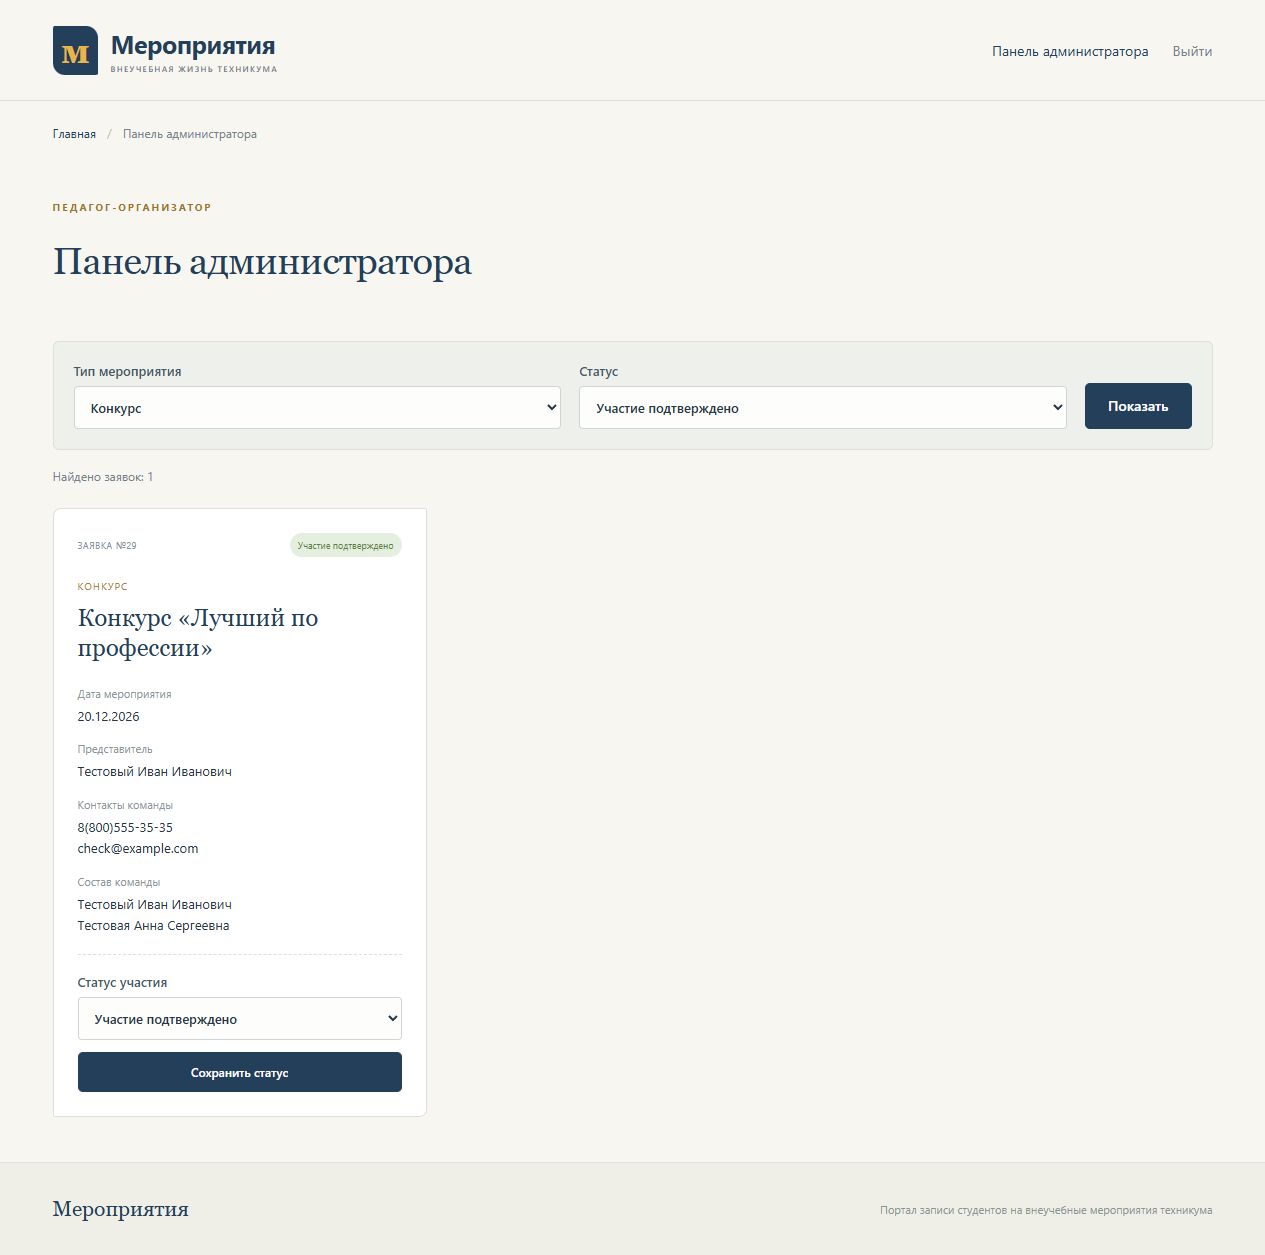 м
Мероприятия
ВНЕУЧЕБНАЯ ЖИЗНЬ ТЕХНИКУМА
Панель администратора
Выйти
Главная / Панель администратора
ПЕДАГОГ-ОРГАНИЗАТОР
Панель администратора
Тип мероприятия
Статус
Конкурс
Участие подтверждено
Показать
Найдено заявок: 1
ЗАЯВКА №29
Участие подтверждено
КОНКУРС
Конкурс «Лучший по
профессии»
Дата мероприятия
20.12.2026
Представитель
Тестовый Иван Иванович
Контакты команды
8(800)555-35-35
check@example.com
Состав команды
Тестовый Иван Иванович
Тестовая Анна Сергеевна
Статус участия
Участие подтверждено
Сохранить статус
Мероприятия
Портал записи студентов на внеучебные мероприятия техникума